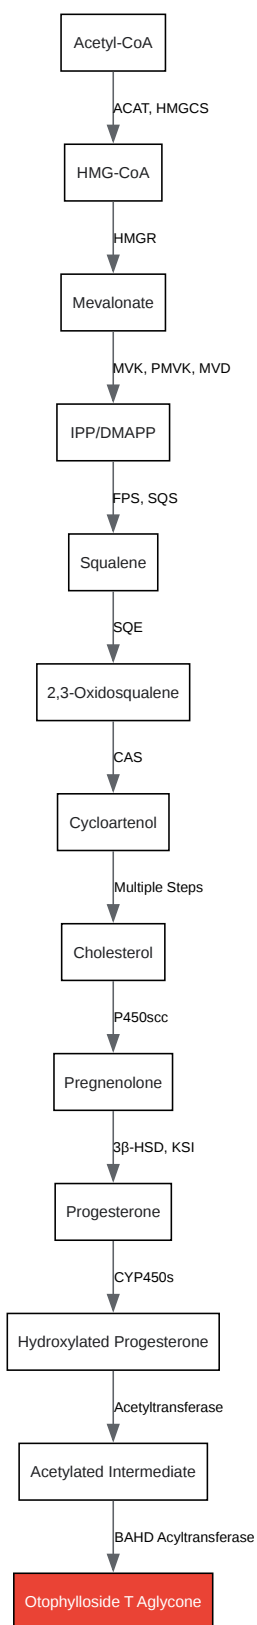 Acetyl-CoA
ACAT, HMGCS
HMG-CoA
HMGR
Mevalonate
MVK, PMVK, MVD
IPP/DMAPP
FPS, SQS
Squalene
SQE
2,3-Oxidosqualene
CAS
Cycloartenol
Multiple Steps
Cholesterol
P450scc
Pregnenolone
3β-HSD, KSI
Progesterone
CYP450s
Hydroxylated Progesterone
Acetyltransferase
Acetylated Intermediate
BAHD Acyltransferase
Otophylloside T Aglycone